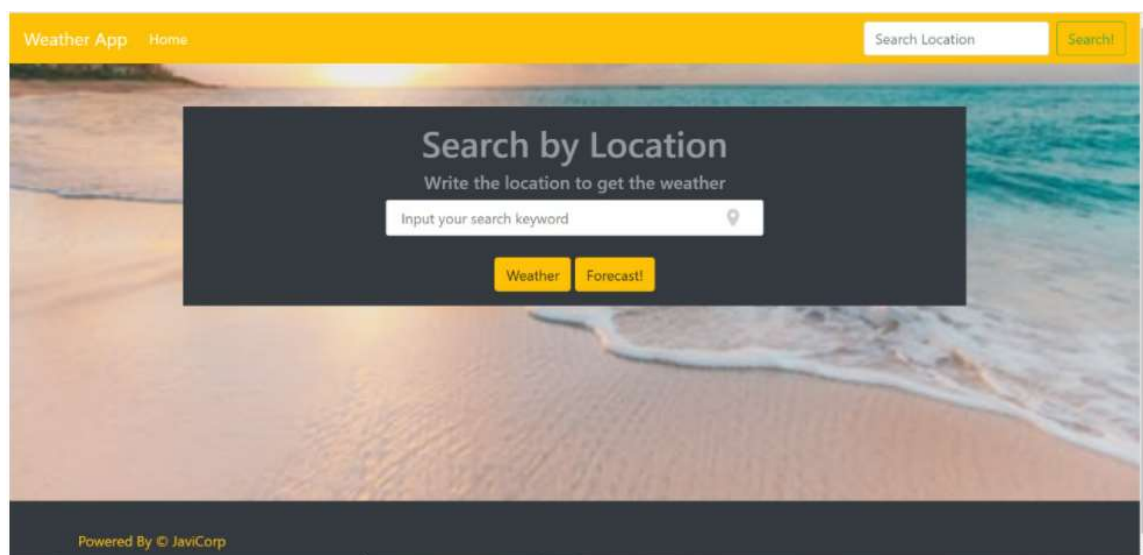 Weather App Home Search Location Search!
Search by Location
Write the location to get the weather
Input your search keyword
Weather Forecast!
Powered By © JaviCorp